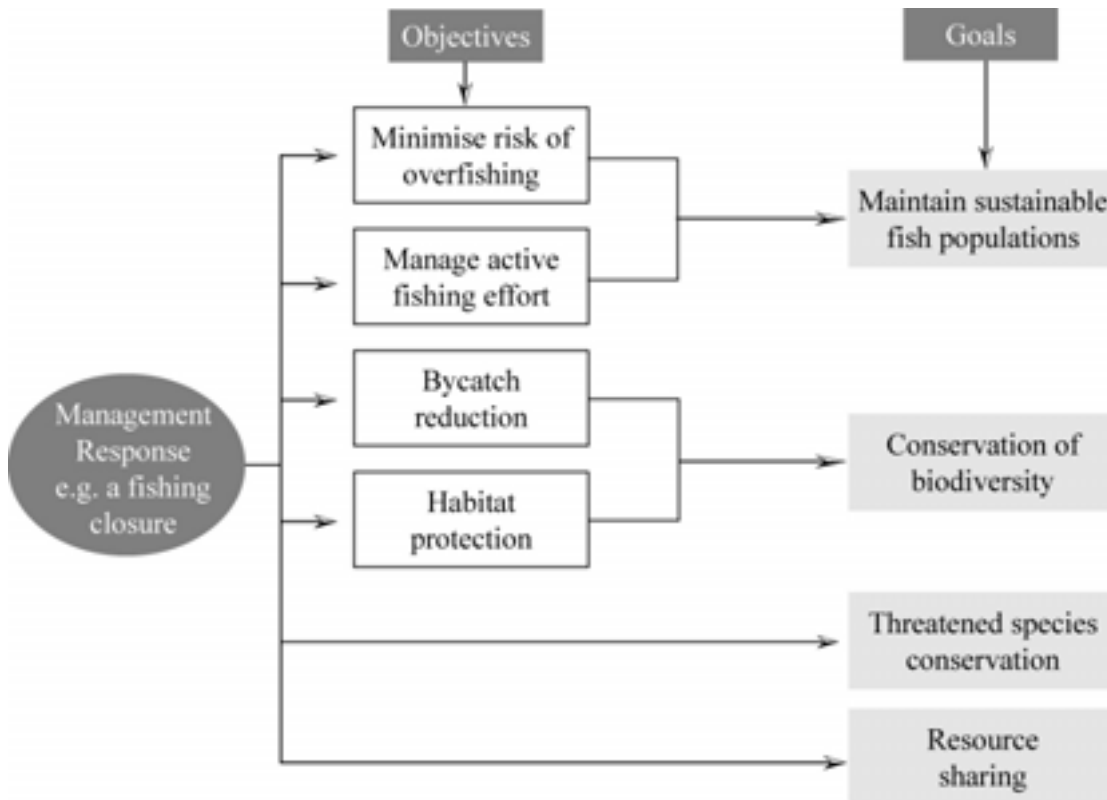 Objectives
Goals
Minimise risk of
overfishing
Maintain sustainable
fish populations
Manage active
fishing effort
Bycatch
reduction
Management
Response
e.g. a fishing
closure
Conservation of
biodiversity
Habitat
protection
Threatened species
conservation
Resource
sharing